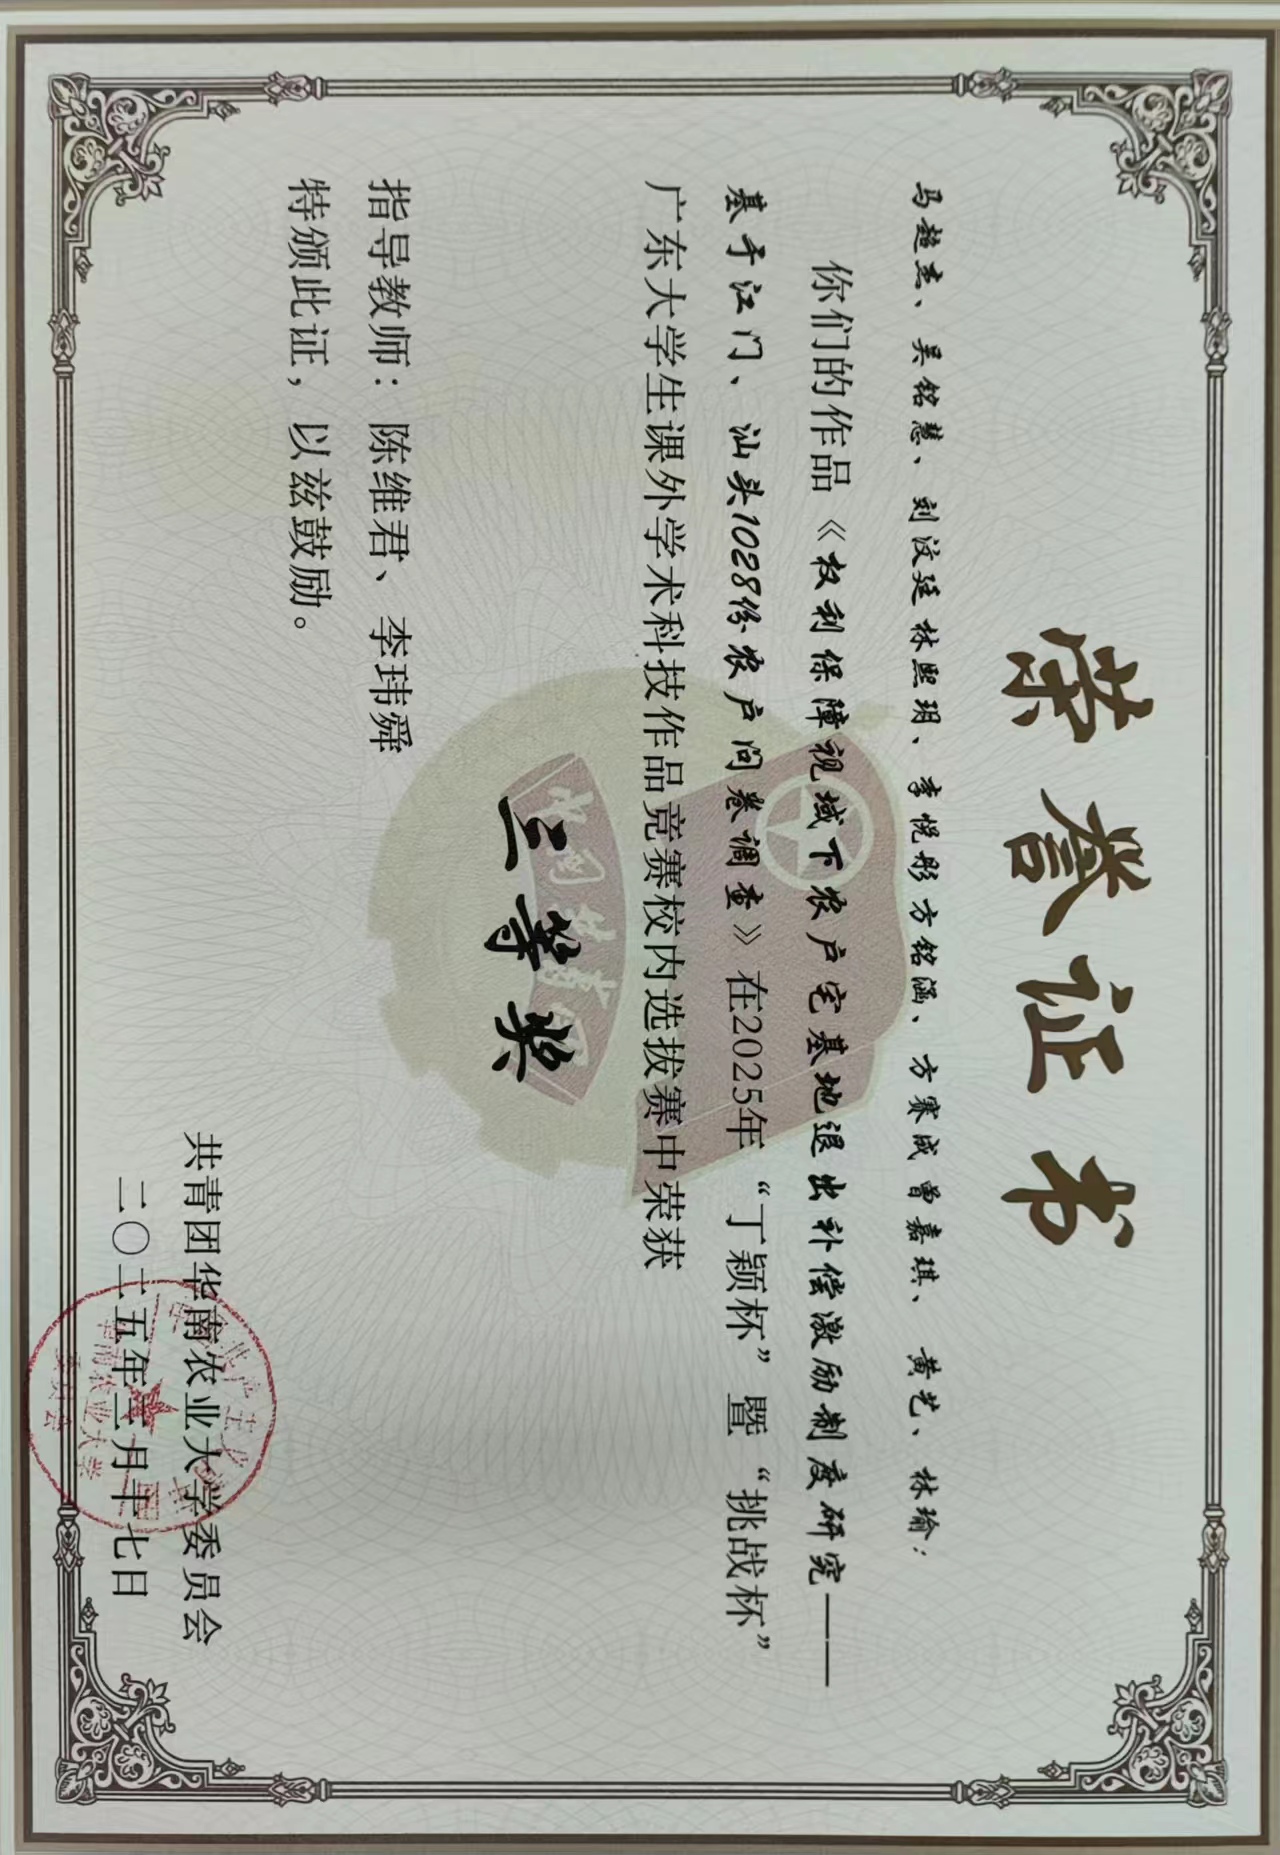 荣誉证书
马超杰、吴铭慧、刘汶廷林熙玥、李悦彤方铭涵、方赛成曾嘉琪、黄艺、林瑜：
你们的作品《权利保障视域下农户宅基地退出补偿激励制度研究——
基于江门、汕头1028份农户问卷调查》在2025年“丁颖杯”暨“挑战杯”
广东大学生课外学术科技作品竞赛校内选拔赛中荣获
三等奖
指导教师：陈维君、李玮舜
特颁此证，以兹鼓励。
共青团华南农业大学委员会
二〇二五年三月十七日